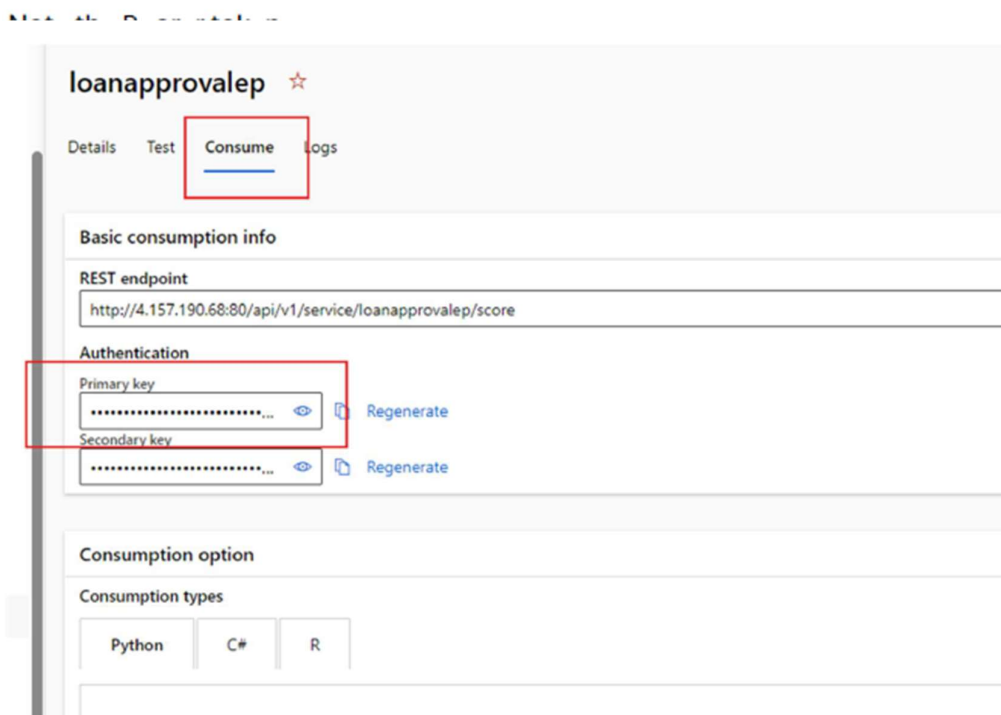 loanapprovalep
Details Test Consume Logs
Basic consumption info
REST endpoint
http://4.157.190.68:80/api/v1/service/loanapprovalep/score
Authentication
Primary key
••••••••••••••••••••••••••... Regenerate
Secondary key
••••••••••••••••••••••••••... Regenerate
Consumption option
Consumption types
Python C# R